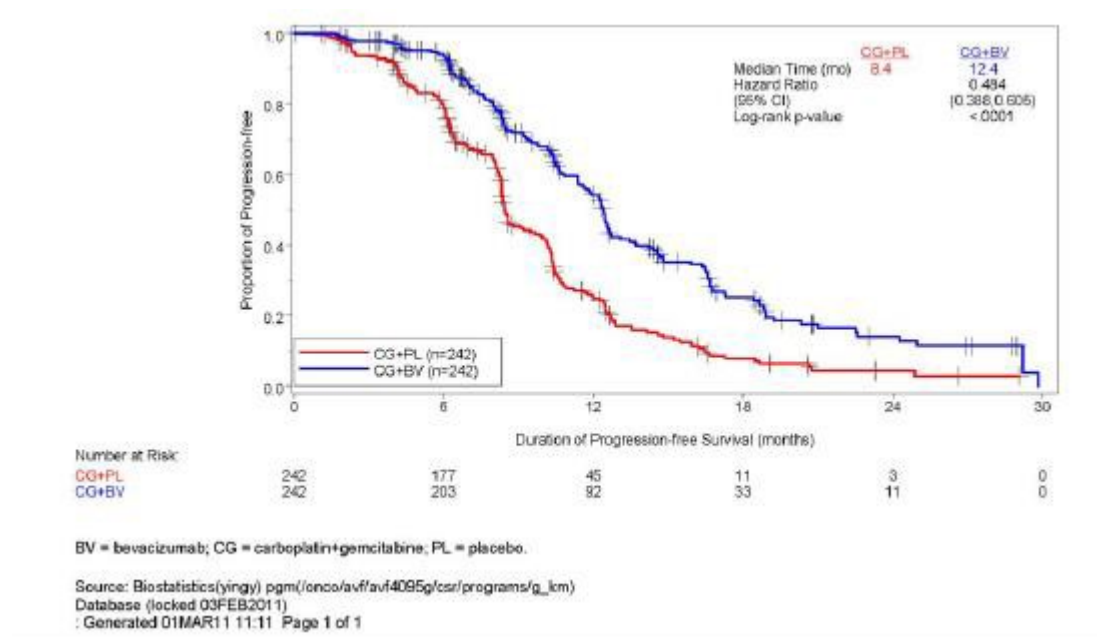 CG+PL CG+BV
Median Time (mo) 8.4 12.4
Hazard Ratio 0.484
(95% CI) (0.388,0.605)
Log-rank p-value <.0001
Proportion of Progression-free
1.0
0.8
0.6
0.4
0.2
0.0
CG+PL (n=242)
CG+BV (n=242)
0 6 12 18 24 30
Duration of Progression-free Survival (months)
Number at Risk:
CG+PL 242 177 45 11 3 0
CG+BV 242 203 92 33 11 0
BV = bevacizumab; CG = carboplatin+gemcitabine; PL = placebo.
Source: Biostatistics(yingy) pgm(/onco/avf/avf4095g/csr/programs/g_km)
Database (locked 03FEB2011)
: Generated 01MAR11 11:11 Page 1 of 1